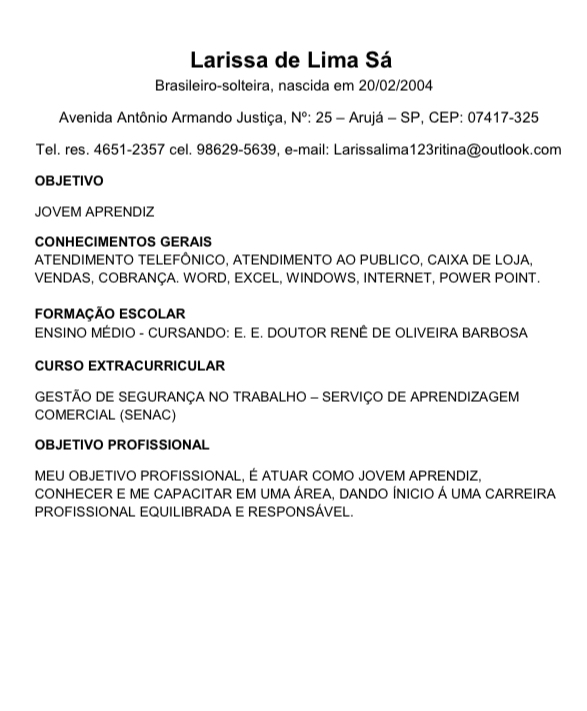 Larissa de Lima Sá
Brasileiro-solteira, nascida em 20/02/2004
Avenida Antônio Armando Justiça, Nº: 25 – Arujá – SP, CEP: 07417-325
Tel. res. 4651-2357 cel. 98629-5639, e-mail: Larissalima123ritina@outlook.com
OBJETIVO
JOVEM APRENDIZ
CONHECIMENTOS GERAIS
ATENDIMENTO TELEFÔNICO, ATENDIMENTO AO PUBLICO, CAIXA DE LOJA,
VENDAS, COBRANÇA. WORD, EXCEL, WINDOWS, INTERNET, POWER POINT.
FORMAÇÃO ESCOLAR
ENSINO MÉDIO - CURSANDO: E. E. DOUTOR RENÊ DE OLIVEIRA BARBOSA
CURSO EXTRACURRICULAR
GESTÃO DE SEGURANÇA NO TRABALHO – SERVIÇO DE APRENDIZAGEM
COMERCIAL (SENAC)
OBJETIVO PROFISSIONAL
MEU OBJETIVO PROFISSIONAL, É ATUAR COMO JOVEM APRENDIZ,
CONHECER E ME CAPACITAR EM UMA ÁREA, DANDO ÍNICIO Á UMA CARREIRA
PROFISSIONAL EQUILIBRADA E RESPONSÁVEL.